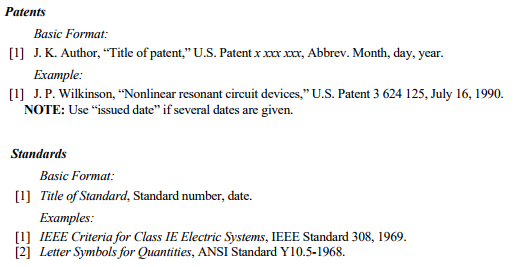 Patents
Basic Format:
[1] J. K. Author, “Title of patent,” U.S. Patent x xxx xxx, Abbrev. Month, day, year.
Example:
[1] J. P. Wilkinson, “Nonlinear resonant circuit devices,” U.S. Patent 3 624 125, July 16, 1990.
NOTE: Use “issued date” if several dates are given.
Standards
Basic Format:
[1] Title of Standard, Standard number, date.
Examples:
[1] IEEE Criteria for Class IE Electric Systems, IEEE Standard 308, 1969.
[2] Letter Symbols for Quantities, ANSI Standard Y10.5-1968.